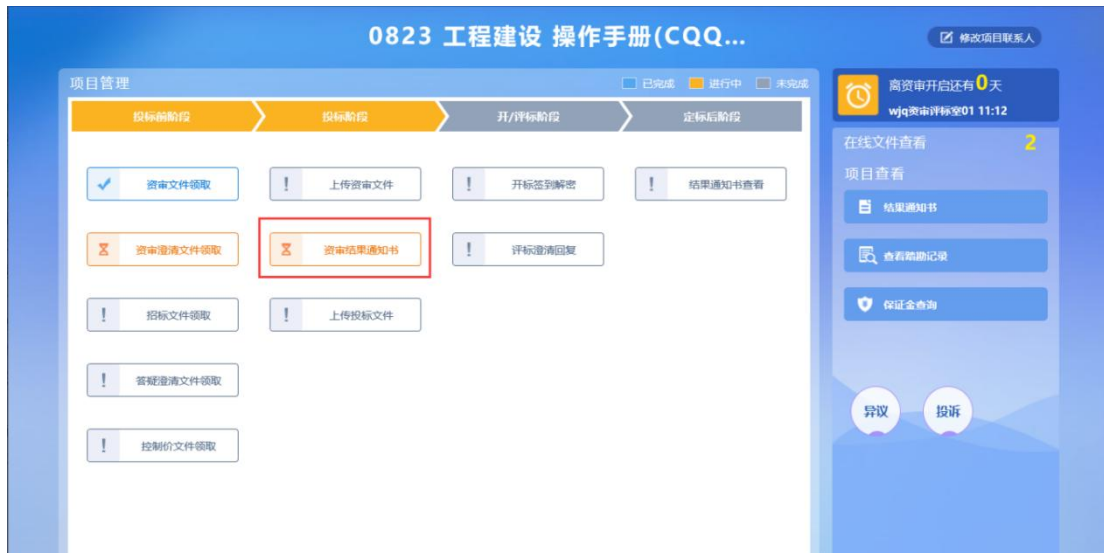 0823 工程建设 操作手册(CQQ...
修改项目联系人
项目管理
已完成 进行中 未完成
投标前阶段 投标阶段 开/评标阶段 定标后阶段
资审文件领取 上传资审文件 开标签到解密 结果通知书查看
资审澄清文件领取 资审结果通知书 评标澄清回复
招标文件领取 上传投标文件
答疑澄清文件领取
控制价文件领取
离资审开启还有0天
wjq资审评标室01 11:12
在线文件查看 2
项目查看
结果通知书
查看踏勘记录
保证金查询
异议 投诉